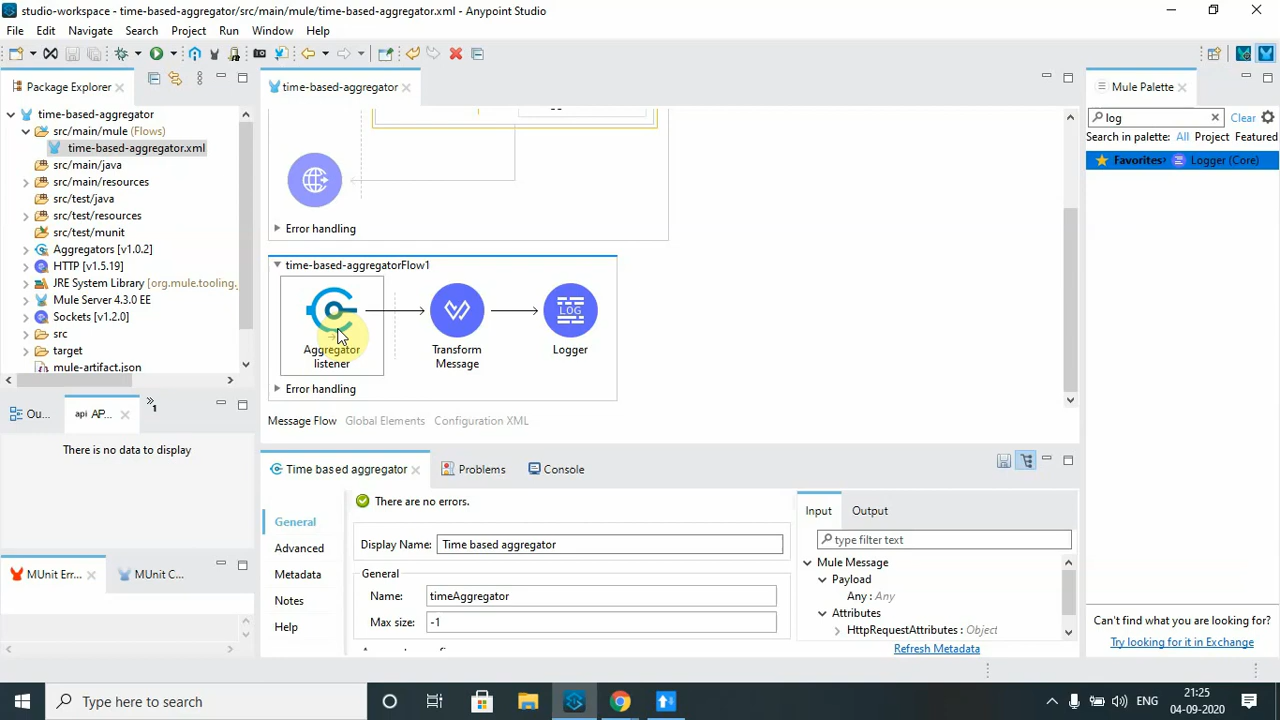 studio-workspace - time-based-aggregator/src/main/mule/time-based-aggregator.xml - Anypoint Studio
File Edit Navigate Search Project Run Window Help
Package Explorer
time-based-aggregator
src/main/mule (Flows)
time-based-aggregator.xml
src/main/java
src/main/resources
src/test/java
src/test/resources
src/test/munit
Aggregators [v1.0.2]
HTTP [v1.5.19]
JRE System Library [org.mule.tooling.
Mule Server 4.3.0 EE
Sockets [v1.2.0]
src
target
mule-artifact.json
Ou...
api AP...
1
There is no data to display
MUnit Err...
MUnit C...
time-based-aggregator
Error handling
time-based-aggregatorFlow1
Aggregator
listener
Transform
Message
LOG
Logger
Error handling
Message Flow Global Elements Configuration XML
Time based aggregator
Problems
Console
There are no errors.
General
Advanced
Metadata
Notes
Help
Display Name: Time based aggregator
General
Name: timeAggregator
Max size: -1
Input Output
type filter text
Mule Message
Payload
Any : Any
Attributes
HttpRequestAttributes : Object
Refresh Metadata
Mule Palette
log
Clear
Search in palette: All Project Featured
Favorites
Logger (Core)
Can't find what you are looking for?
Try looking for it in Exchange
Type here to search
ENG
21:25
04-09-2020